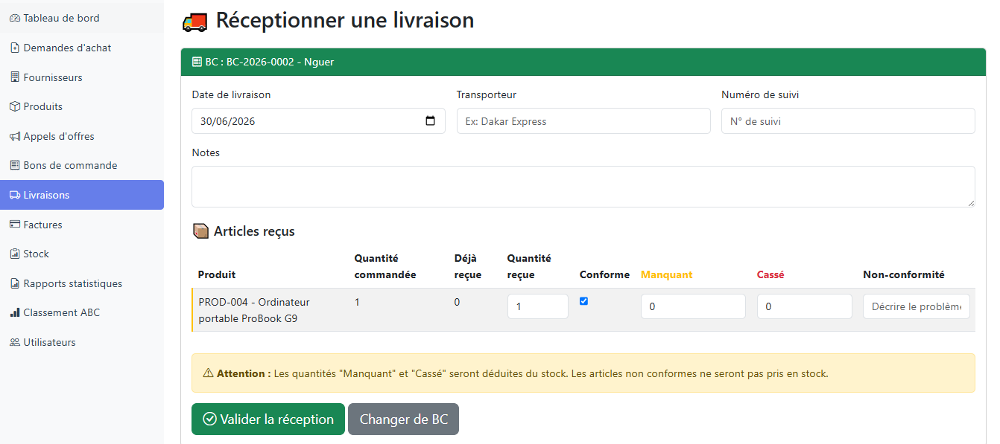 Tableau de bord
Demandes d'achat
Fournisseurs
Produits
Appels d'offres
Bons de commande
Livraisons
Factures
Stock
Rapports statistiques
Classement ABC
Utilisateurs
Réceptionner une livraison
BC : BC-2026-0002 - Nguer
Date de livraison Transporteur Numéro de suivi
30/06/2026 Ex: Dakar Express N° de suivi
Notes
Articles reçus
Quantité Déjà Quantité
Produit commandée reçue reçue Conforme Manquant Cassé Non-conformité
PROD-004 - Ordinateur 1 0 1 0 0 Décrire le problème
portable ProBook G9
Attention : Les quantités "Manquant" et "Cassé" seront déduites du stock. Les articles non conformes ne seront pas pris en stock.
Valider la réception Changer de BC